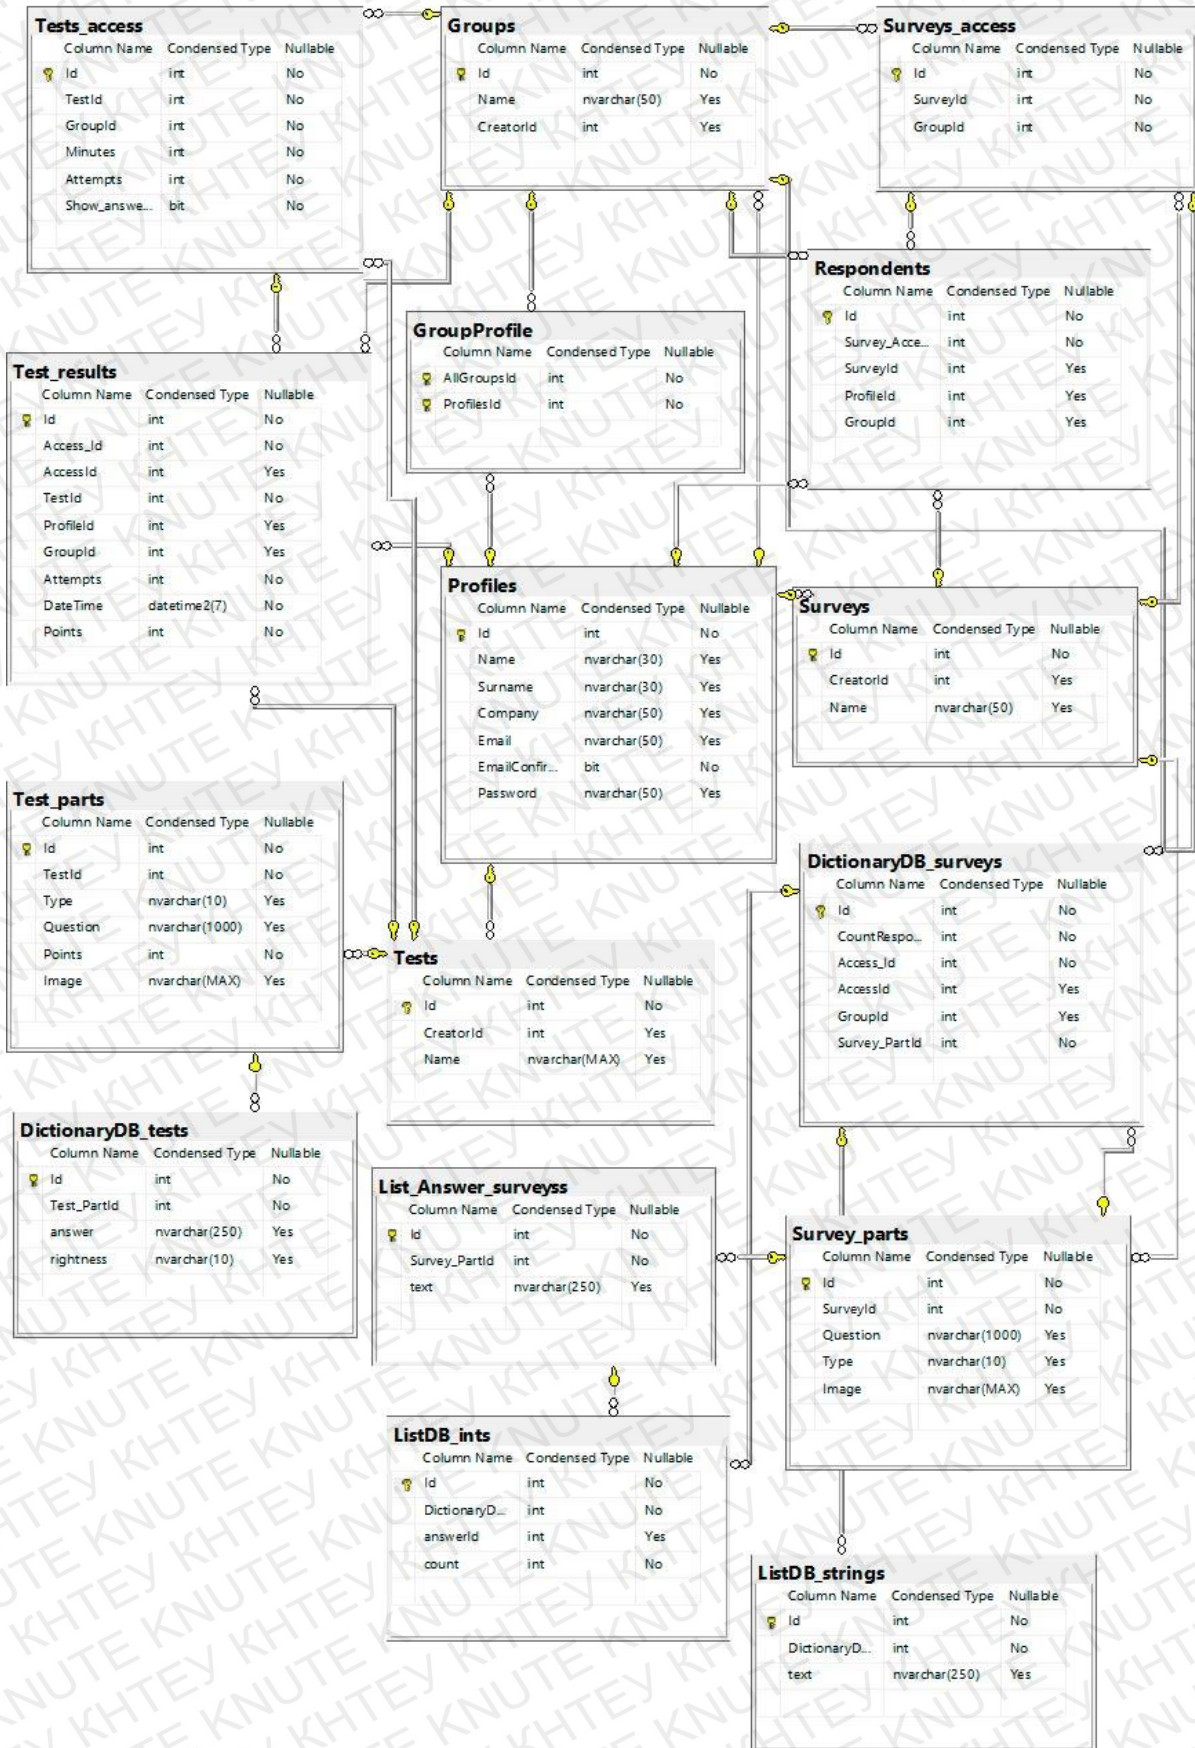 Tests_access
Column Name Condensed Type Nullable
Id int No
TestId int No
GroupId int No
Minutes int No
Attempts int No
Show_answe... bit No
Groups
Column Name Condensed Type Nullable
Id int No
Name nvarchar(50) Yes
CreatorId int Yes
Surveys_access
Column Name Condensed Type Nullable
Id int No
SurveyId int No
GroupId int No
Respondents
Column Name Condensed Type Nullable
Id int No
Survey_Acce... int No
SurveyId int Yes
ProfileId int Yes
GroupId int Yes
GroupProfile
Column Name Condensed Type Nullable
AllGroupsId int No
ProfilesId int No
Test_results
Column Name Condensed Type Nullable
Id int No
Access_Id int No
AccessId int Yes
TestId int No
ProfileId int Yes
GroupId int Yes
Attempts int No
DateTime datetime2(7) No
Points int No
Profiles
Column Name Condensed Type Nullable
Id int No
Name nvarchar(30) Yes
Surname nvarchar(30) Yes
Company nvarchar(50) Yes
Email nvarchar(50) Yes
EmailConfir... bit No
Password nvarchar(50) Yes
Surveys
Column Name Condensed Type Nullable
Id int No
CreatorId int Yes
Name nvarchar(50) Yes
Test_parts
Column Name Condensed Type Nullable
Id int No
TestId int No
Type nvarchar(10) Yes
Question nvarchar(1000) Yes
Points int No
Image nvarchar(MAX) Yes
DictionaryDB_surveys
Column Name Condensed Type Nullable
Id int No
CountRespo... int No
Access_Id int No
AccessId int Yes
GroupId int Yes
Survey_PartId int No
Tests
Column Name Condensed Type Nullable
Id int No
CreatorId int Yes
Name nvarchar(MAX) Yes
DictionaryDB_tests
Column Name Condensed Type Nullable
Id int No
Test_PartId int No
answer nvarchar(250) Yes
rightness nvarchar(10) Yes
List_Answer_surveyss
Column Name Condensed Type Nullable
Id int No
Survey_PartId int No
text nvarchar(250) Yes
Survey_parts
Column Name Condensed Type Nullable
Id int No
SurveyId int No
Question nvarchar(1000) Yes
Type nvarchar(10) Yes
Image nvarchar(MAX) Yes
ListDB_ints
Column Name Condensed Type Nullable
Id int No
DictionaryD... int No
answerId int Yes
count int No
ListDB_strings
Column Name Condensed Type Nullable
Id int No
DictionaryD... int No
text nvarchar(250) Yes